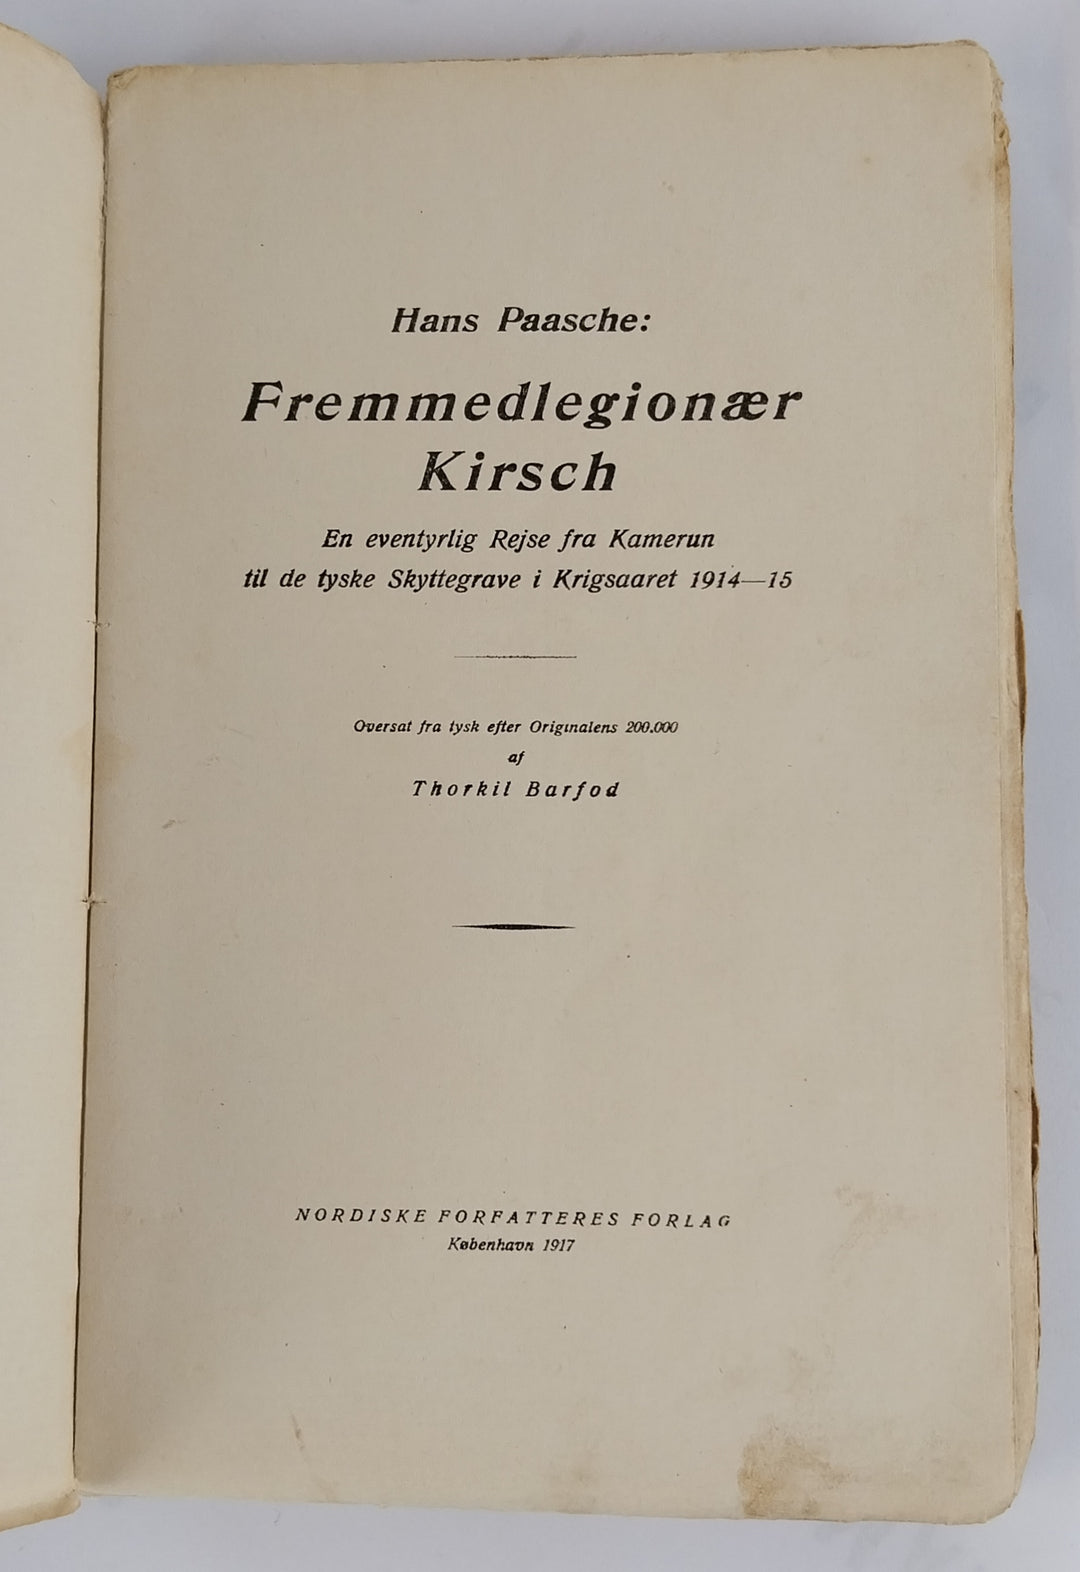 Hans Paasche:
Fremmedlegionær
Kirsch
En eventyrlig Rejse fra Kamerun
til de tyske Skyttegrave i Krigsaaret 1914—15
Oversat fra tysk efter Originalens 200.000
af
Thorkil Barfod
NORDISKE FORFATTERES FORLAG
København 1917